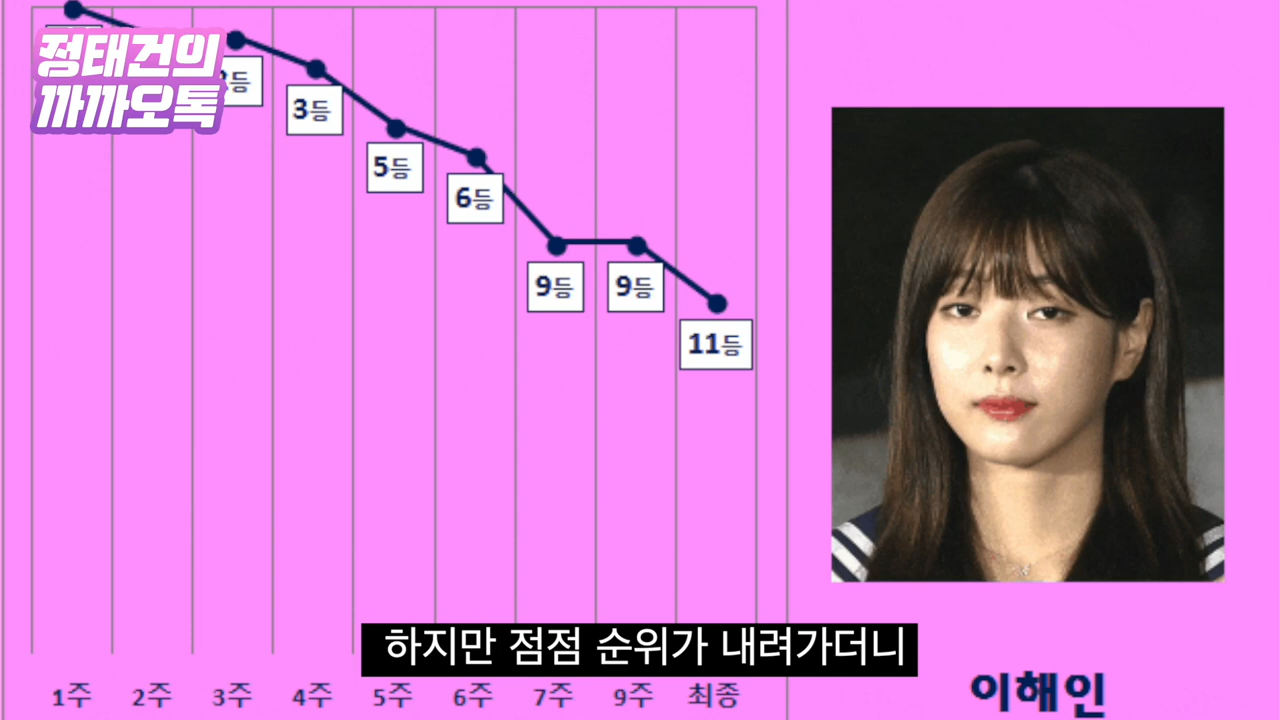 정태건의
까까오톡
등
3등
5등
6등
9등
9등
11등
하지만 점점 순위가 내려가더니
1주 2주 3주 4주 5주 6주 7주 9주 최종
이해인